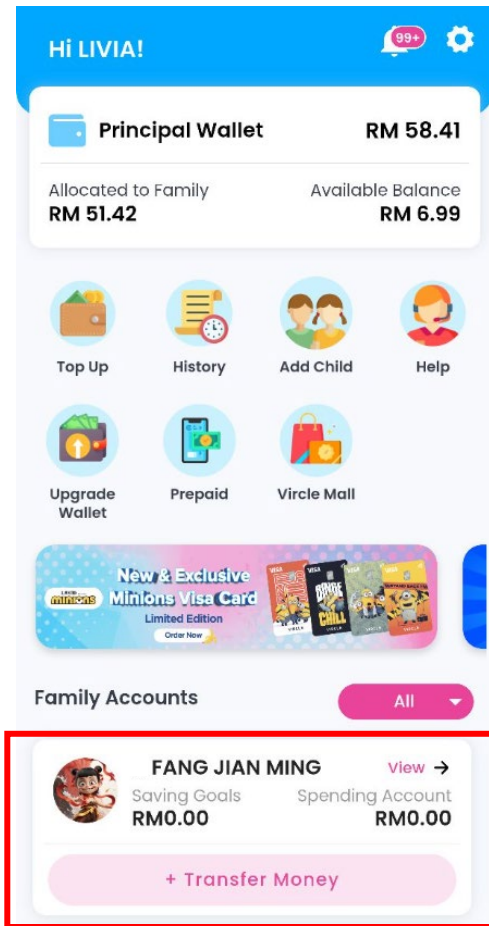 Hi LIVIA!
99+
Principal Wallet RM 58.41
Allocated to Family Available Balance
RM 51.42 RM 6.99
Top Up History Add Child Help
Upgrade Wallet Prepaid Vircle Mall
New & Exclusive
minions Minions Visa Card
Limited Edition
Order Now
Family Accounts All
FANG JIAN MING View →
Saving Goals Spending Account
RM0.00 RM0.00
+ Transfer Money